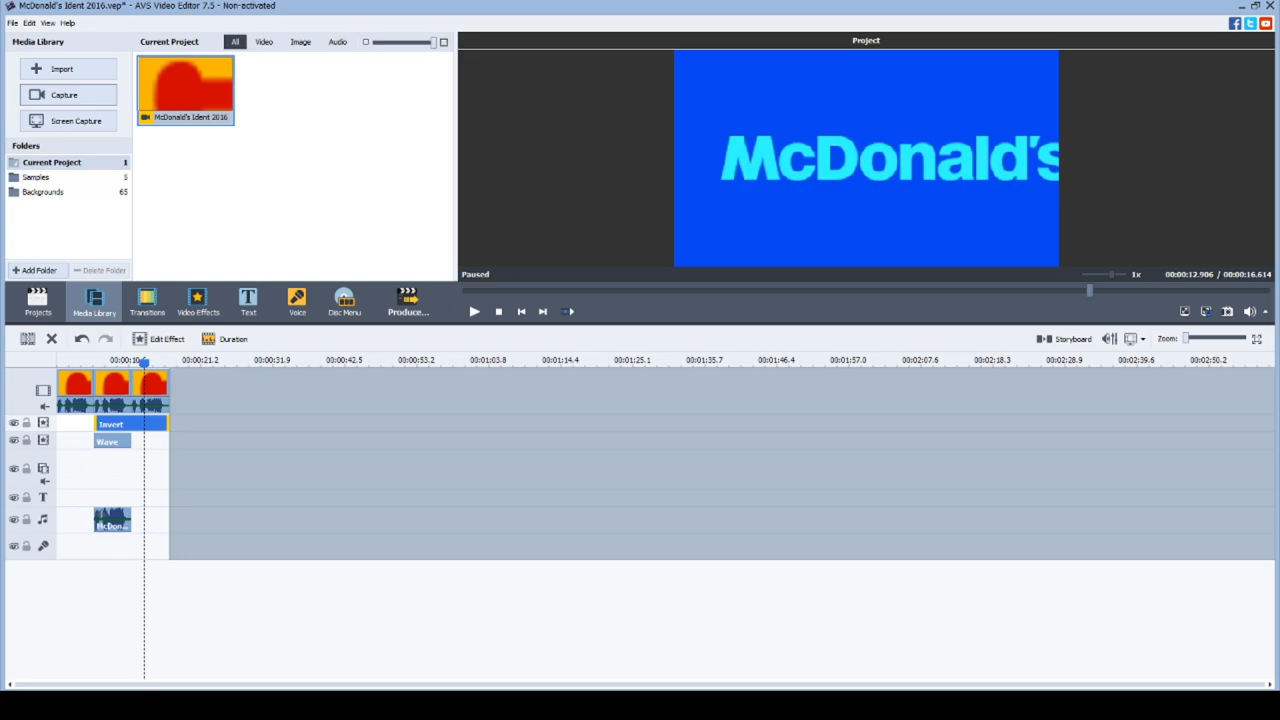 McDonald's Ident 2016.vep* - AVS Video Editor 7.5 - Non-activated
File Edit View Help
Media Library
Current Project All Video Image Audio
Project
Import
Capture
Screen Capture
McDonald's Ident 2016
Folders
Current Project 1
Samples 5
Backgrounds 65
McDonald's
Add Folder Delete Folder
Paused 1x 00:00:12.906 / 00:00:16.614
Projects Media Library Transitions Video Effects Text Voice Disc Menu Produce...
Edit Effect Duration Storyboard Zoom:
00:00:21.2 00:00:31.9 00:00:42.5 00:00:53.2 00:01:03.8 00:01:14.4 00:01:25.1 00:01:35.7 00:01:46.4 00:01:57.0 00:02:07.6 00:02:18.3 00:02:28.9 00:02:39.6 00:02:50.2
Invert
Wave
T
McDon...